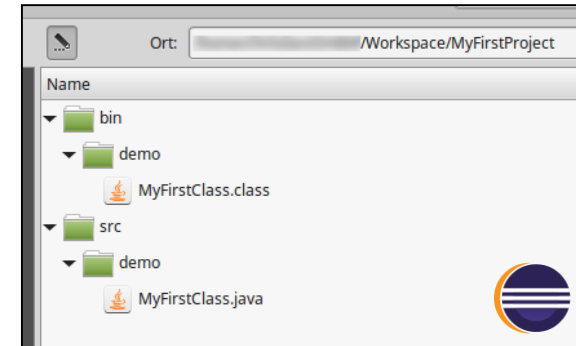 Ort: /Workspace/MyFirstProject
Name
bin
demo
MyFirstClass.class
src
demo
MyFirstClass.java